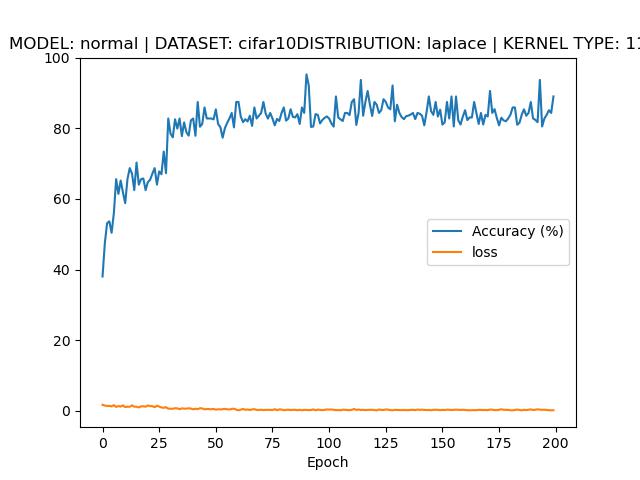 MODEL: normal | DATASET: cifar10DISTRIBUTION: laplace | KERNEL TYPE: 11
100
80
60
40
20
0
Accuracy (%)
loss
0 25 50 75 100 125 150 175 200
Epoch